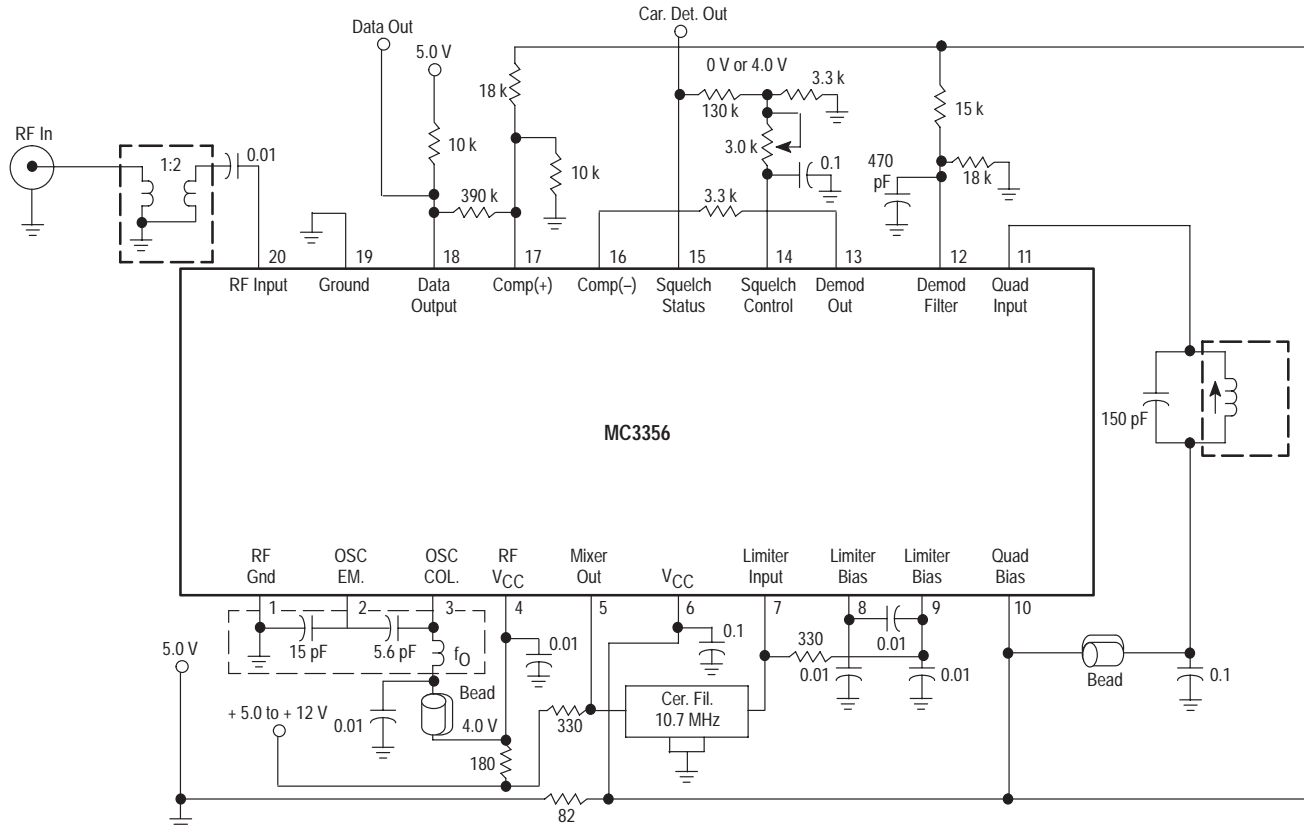 Car. Det. Out
Data Out
5.0 V
0 V or 4.0 V
18 k
130 k
3.3 k
15 k
RF In
1:2
0.01
10 k
390 k
10 k
3.0 k
0.1
470
pF
18 k
3.3 k
20
19
18
17
16
15
14
13
12
11
RF Input
Ground
Data
Output
Comp(+)
Comp(–)
Squelch
Status
Squelch
Control
Demod
Out
Demod
Filter
Quad
Input
150 pF
MC3356
RF
Gnd
OSC
EM.
OSC
COL.
RF
VCC
Mixer
Out
VCC
Limiter
Input
Limiter
Bias
Limiter
Bias
Quad
Bias
1
2
3
4
5
6
7
8
9
10
15 pF
5.6 pF
fO
0.01
0.1
330
0.01
0.01
0.01
5.0 V
Bead
Bead
0.1
+ 5.0 to + 12 V
0.01
4.0 V
330
Cer. Fil.
10.7 MHz
180
82